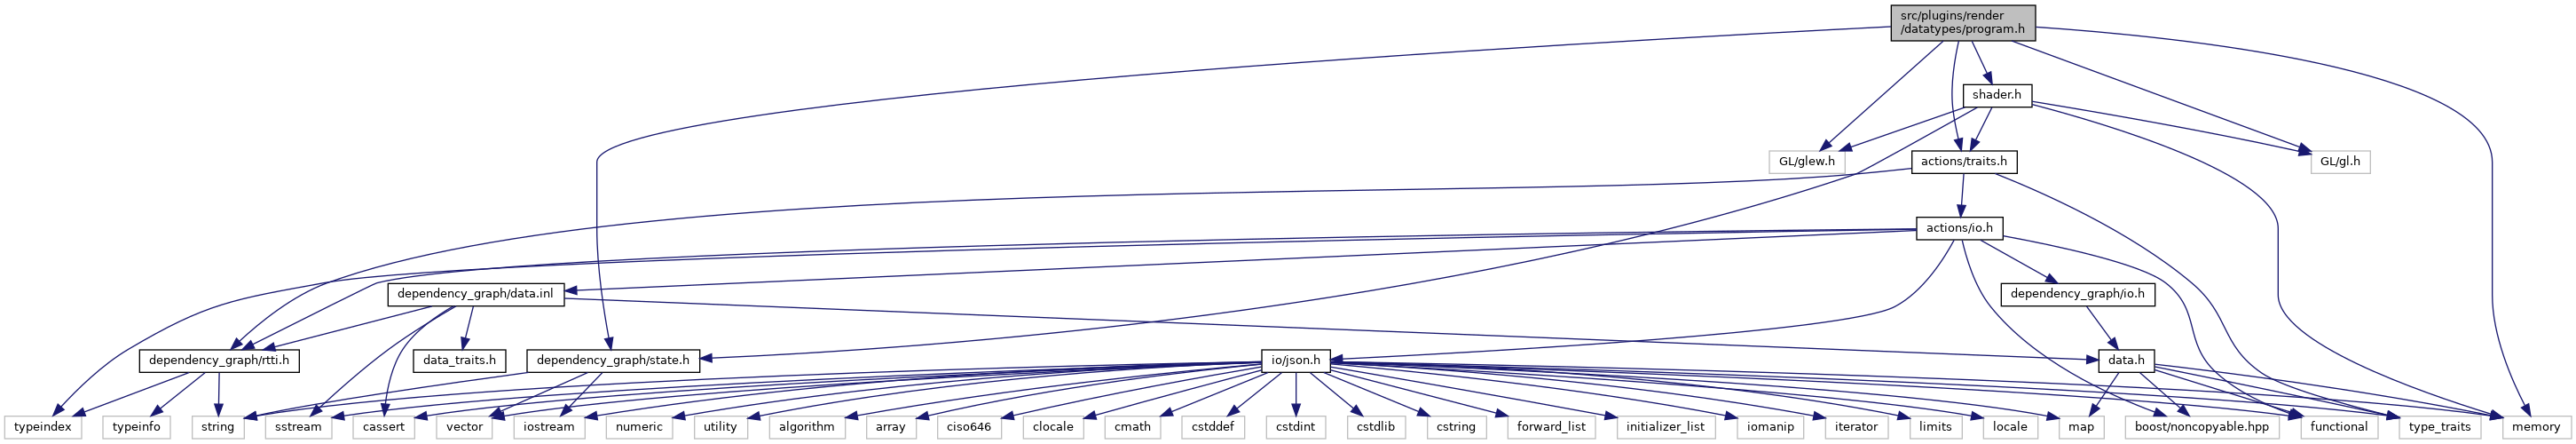 src/plugins/render
/datatypes/program.h
shader.h
GL/glew.h
actions/traits.h
GL/gl.h
actions/io.h
dependency_graph/data.inl
dependency_graph/io.h
dependency_graph/rtti.h
data_traits.h
dependency_graph/state.h
io/json.h
data.h
typeindex
typeinfo
string
sstream
cassert
vector
iostream
numeric
utility
algorithm
array
ciso646
clocale
cmath
cstddef
cstdint
cstdlib
cstring
forward_list
initializer_list
iomanip
iterator
limits
locale
map
boost/noncopyable.hpp
functional
type_traits
memory